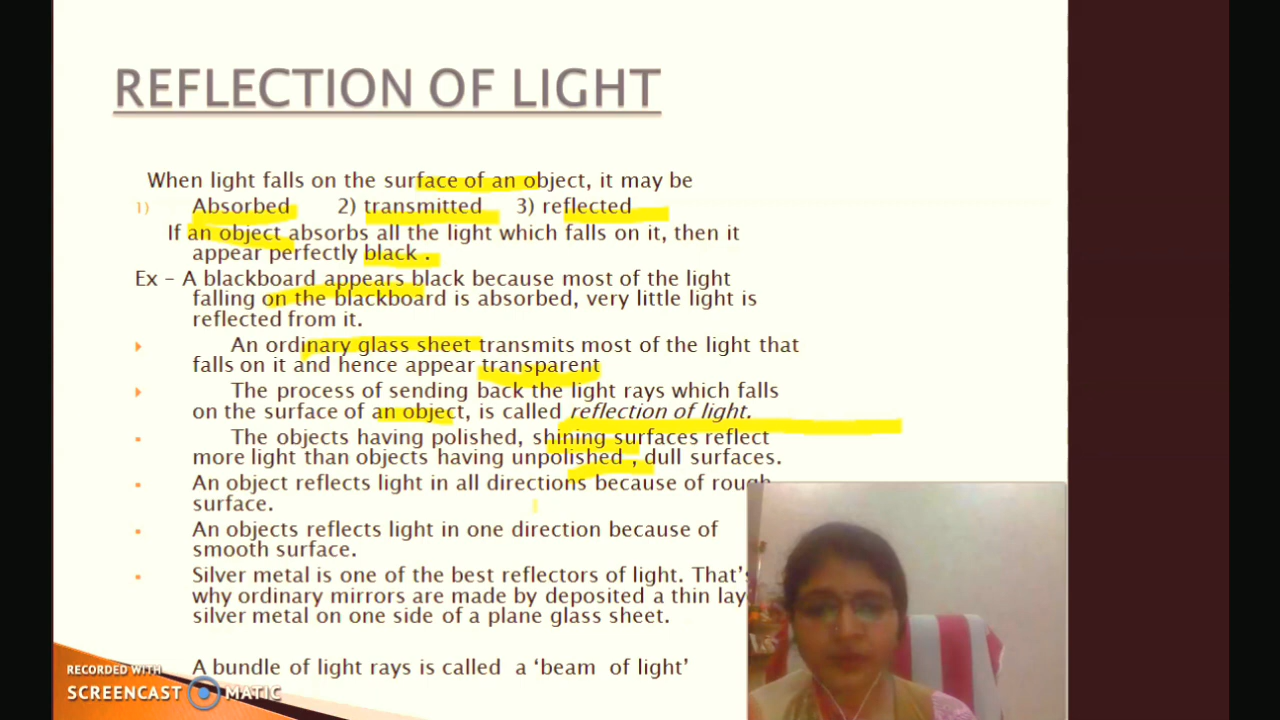 REFLECTION OF LIGHT
When light falls on the surface of an object, it may be
1) Absorbed 2) transmitted 3) reflected
If an object absorbs all the light which falls on it, then it
appear perfectly black .
Ex – A blackboard appears black because most of the light
falling on the blackboard is absorbed, very little light is
reflected from it.
An ordinary glass sheet transmits most of the light that
falls on it and hence appear transparent
The process of sending back the light rays which falls
on the surface of an object, is called reflection of light.
The objects having polished, shining surfaces reflect
more light than objects having unpolished , dull surfaces.
An object reflects light in all directions because of rough
surface.
An objects reflects light in one direction because of
smooth surface.
Silver metal is one of the best reflectors of light. That's
why ordinary mirrors are made by deposited a thin
silver metal on one side of a plane glass sheet.
A bundle of light rays is called a ‘beam of light’
RECORDED WITH
SCREENCAST MATIC